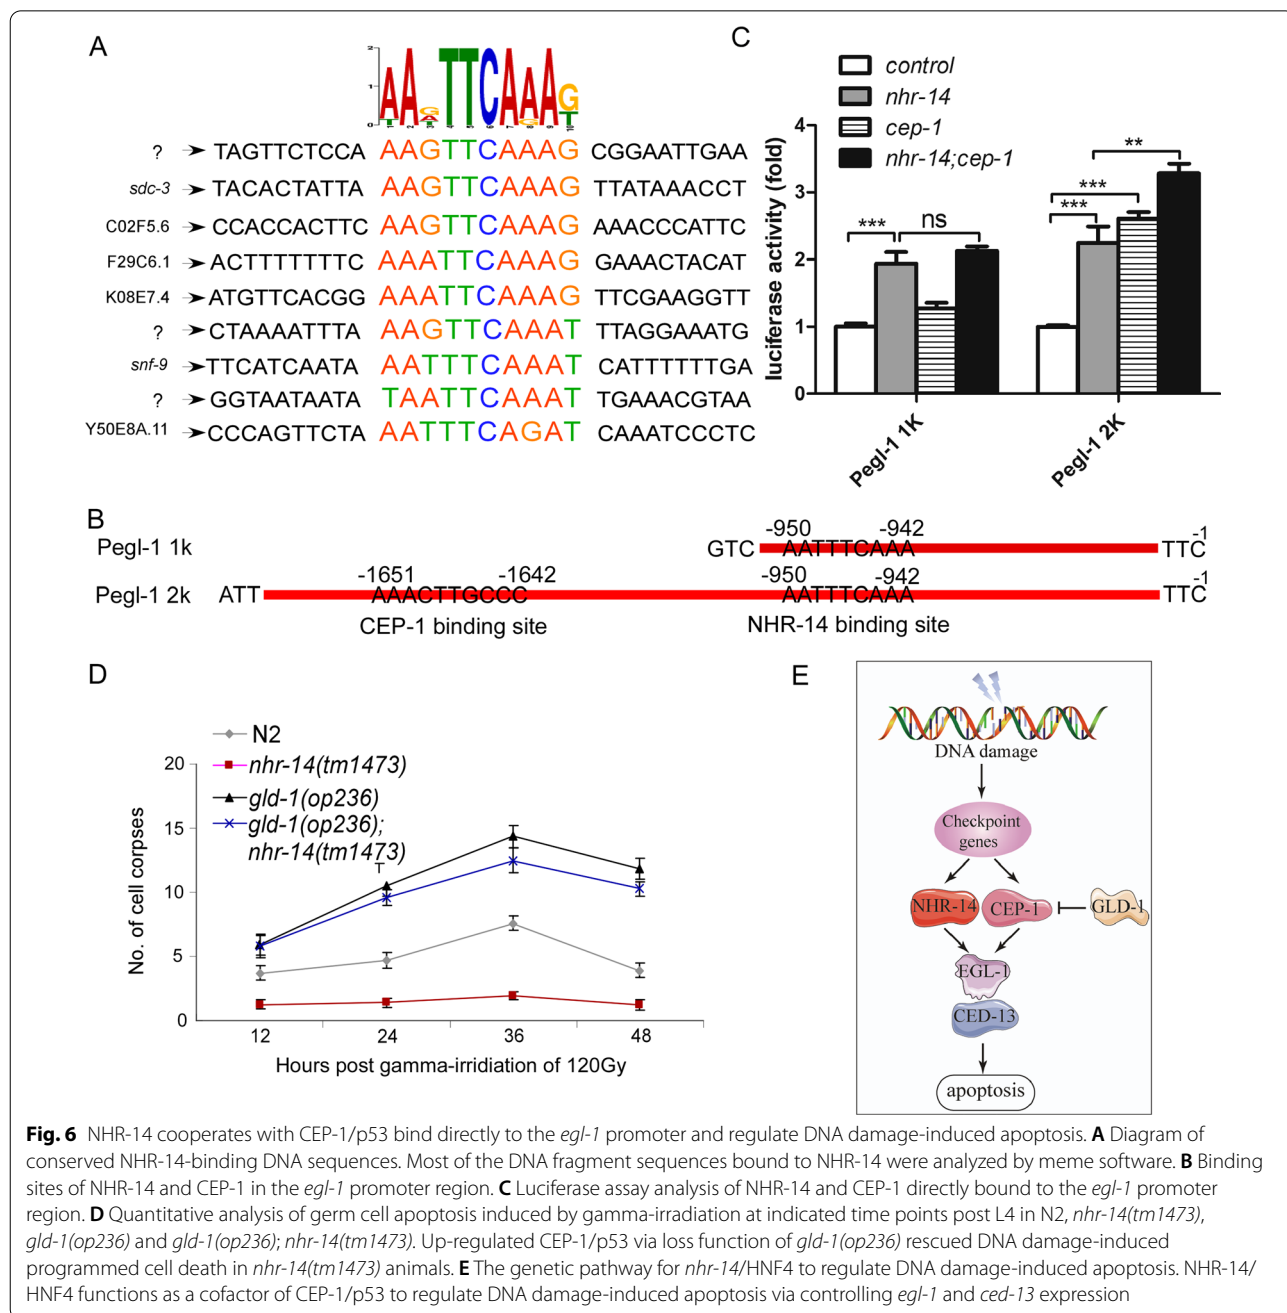 A
C
2
1
0
AA TTCAAAG
1 2 3 4 5 6 7 8 9 10
? TAGTTCTCCA AAGTTCAAAG CGGAATTGAA
sdc-3 TACACTATTA AAGTTCAAAG TTATAAACCT
C02F5.6 CCACCACTTC AAGTTCAAAG AAACCCATTC
F29C6.1 ACTTTTTTTC AAATTCAAAG GAAACTACAT
K08E7.4 ATGTTCACGG AAATTCAAAG TTCGAAGGTT
? CTAAAATTTA AAGTTCAAAT TTAGGAAATG
snf-9 TTCATCAATA AATTTCAAAT CATTTTTTGA
? GGTAATAATA TAATTCAAAT TGAAACGTAA
Y50E8A.11 CCCAGTTCTA AATTTCAGAT CAAATCCCTC
control
nhr-14
cep-1
nhr-14;cep-1
luciferase activity (fold)
4
3
2
1
0
*** ns
*** *** **
Pegl-1 1K
Pegl-1 2K
B
Pegl-1 1k GTC -950 AATTTCAAA -942 TTC -1
Pegl-1 2k ATT -1651 AAACTTGCCC -1642 -950 AATTTCAAA -942 TTC -1
CEP-1 binding site NHR-14 binding site
D
N2
nhr-14(tm1473)
gld-1(op236)
gld-1(op236);
nhr-14(tm1473)
No. of cell corpses
20
15
10
5
0
12 24 36 48
Hours post gamma-irridiation of 120Gy
E
DNA damage
Checkpoint
genes
NHR-14 CEP-1 GLD-1
EGL-1
CED-13
apoptosis
Fig. 6 NHR-14 cooperates with CEP-1/p53 bind directly to the egl-1 promoter and regulate DNA damage-induced apoptosis. A Diagram of
conserved NHR-14-binding DNA sequences. Most of the DNA fragment sequences bound to NHR-14 were analyzed by meme software. B Binding
sites of NHR-14 and CEP-1 in the egl-1 promoter region. C Luciferase assay analysis of NHR-14 and CEP-1 directly bound to the egl-1 promoter
region. D Quantitative analysis of germ cell apoptosis induced by gamma-irradiation at indicated time points post L4 in N2, nhr-14(tm1473),
gld-1(op236) and gld-1(op236); nhr-14(tm1473). Up-regulated CEP-1/p53 via loss function of gld-1(op236) rescued DNA damage-induced
programmed cell death in nhr-14(tm1473) animals. E The genetic pathway for nhr-14/HNF4 to regulate DNA damage-induced apoptosis. NHR-14/
HNF4 functions as a cofactor of CEP-1/p53 to regulate DNA damage-induced apoptosis via controlling egl-1 and ced-13 expression